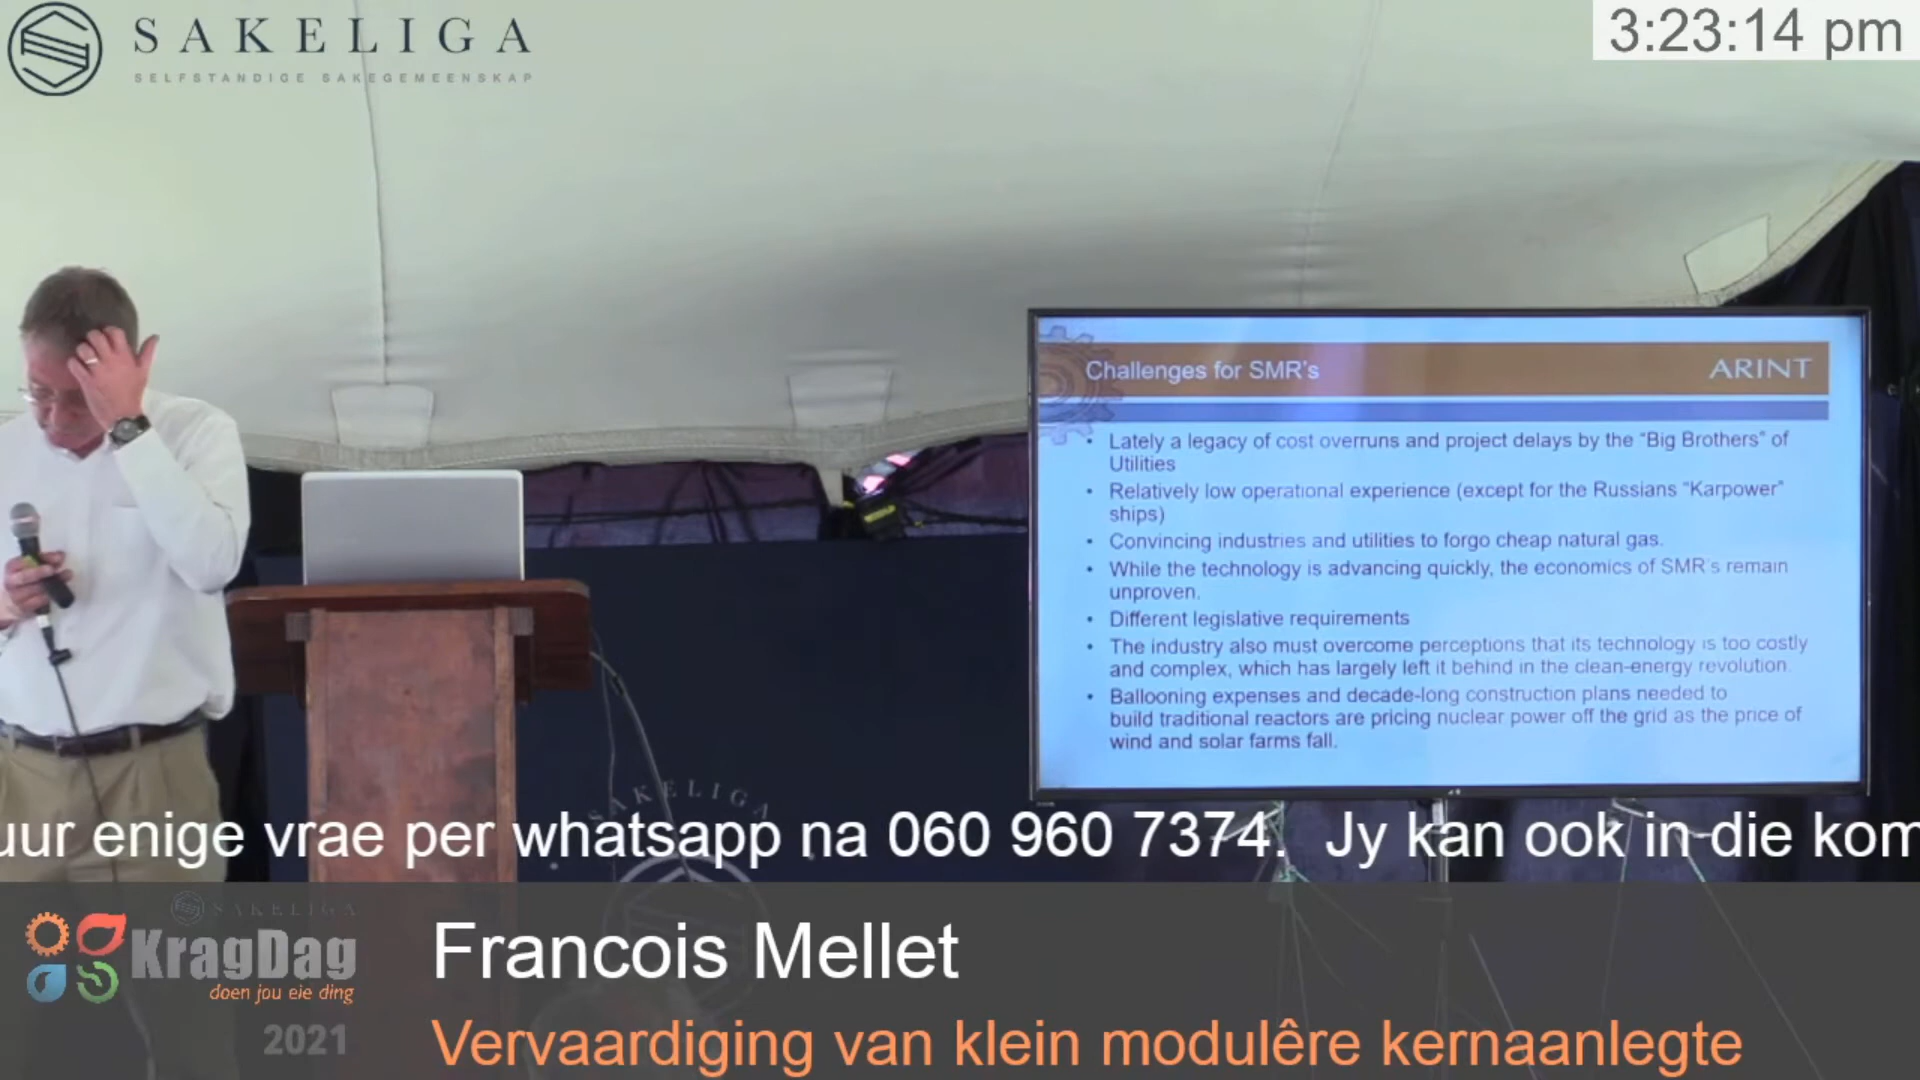 SAKELIGA
SELFSTANDIGE SAKEGEMEENSKAP
3:23:14 pm
Challenges for SMR's
ARINT
• Lately a legacy of cost overruns and project delays by the "Big Brothers" of
Utilities
• Relatively low operational experience (except for the Russians "Karpower"
ships)
• Convincing industries and utilities to forgo cheap natural gas.
• While the technology is advancing quickly, the economics of SMR's remain
unproven.
• Different legislative requirements
• The industry also must overcome perceptions that its technology is too costly
and complex, which has largely left it behind in the clean-energy revolution.
• Ballooning expenses and decade-long construction plans needed to
build traditional reactors are pricing nuclear power off the grid as the price of
wind and solar farms fall.
SAKELIGA
enige vrae per whatsapp na 060 960 7374. Jy kan ook in die kom
SAKELIGA
KragDag
doen jou eie ding
2021
Francois Mellet
Vervaardiging van klein modulêre kernaanlegte